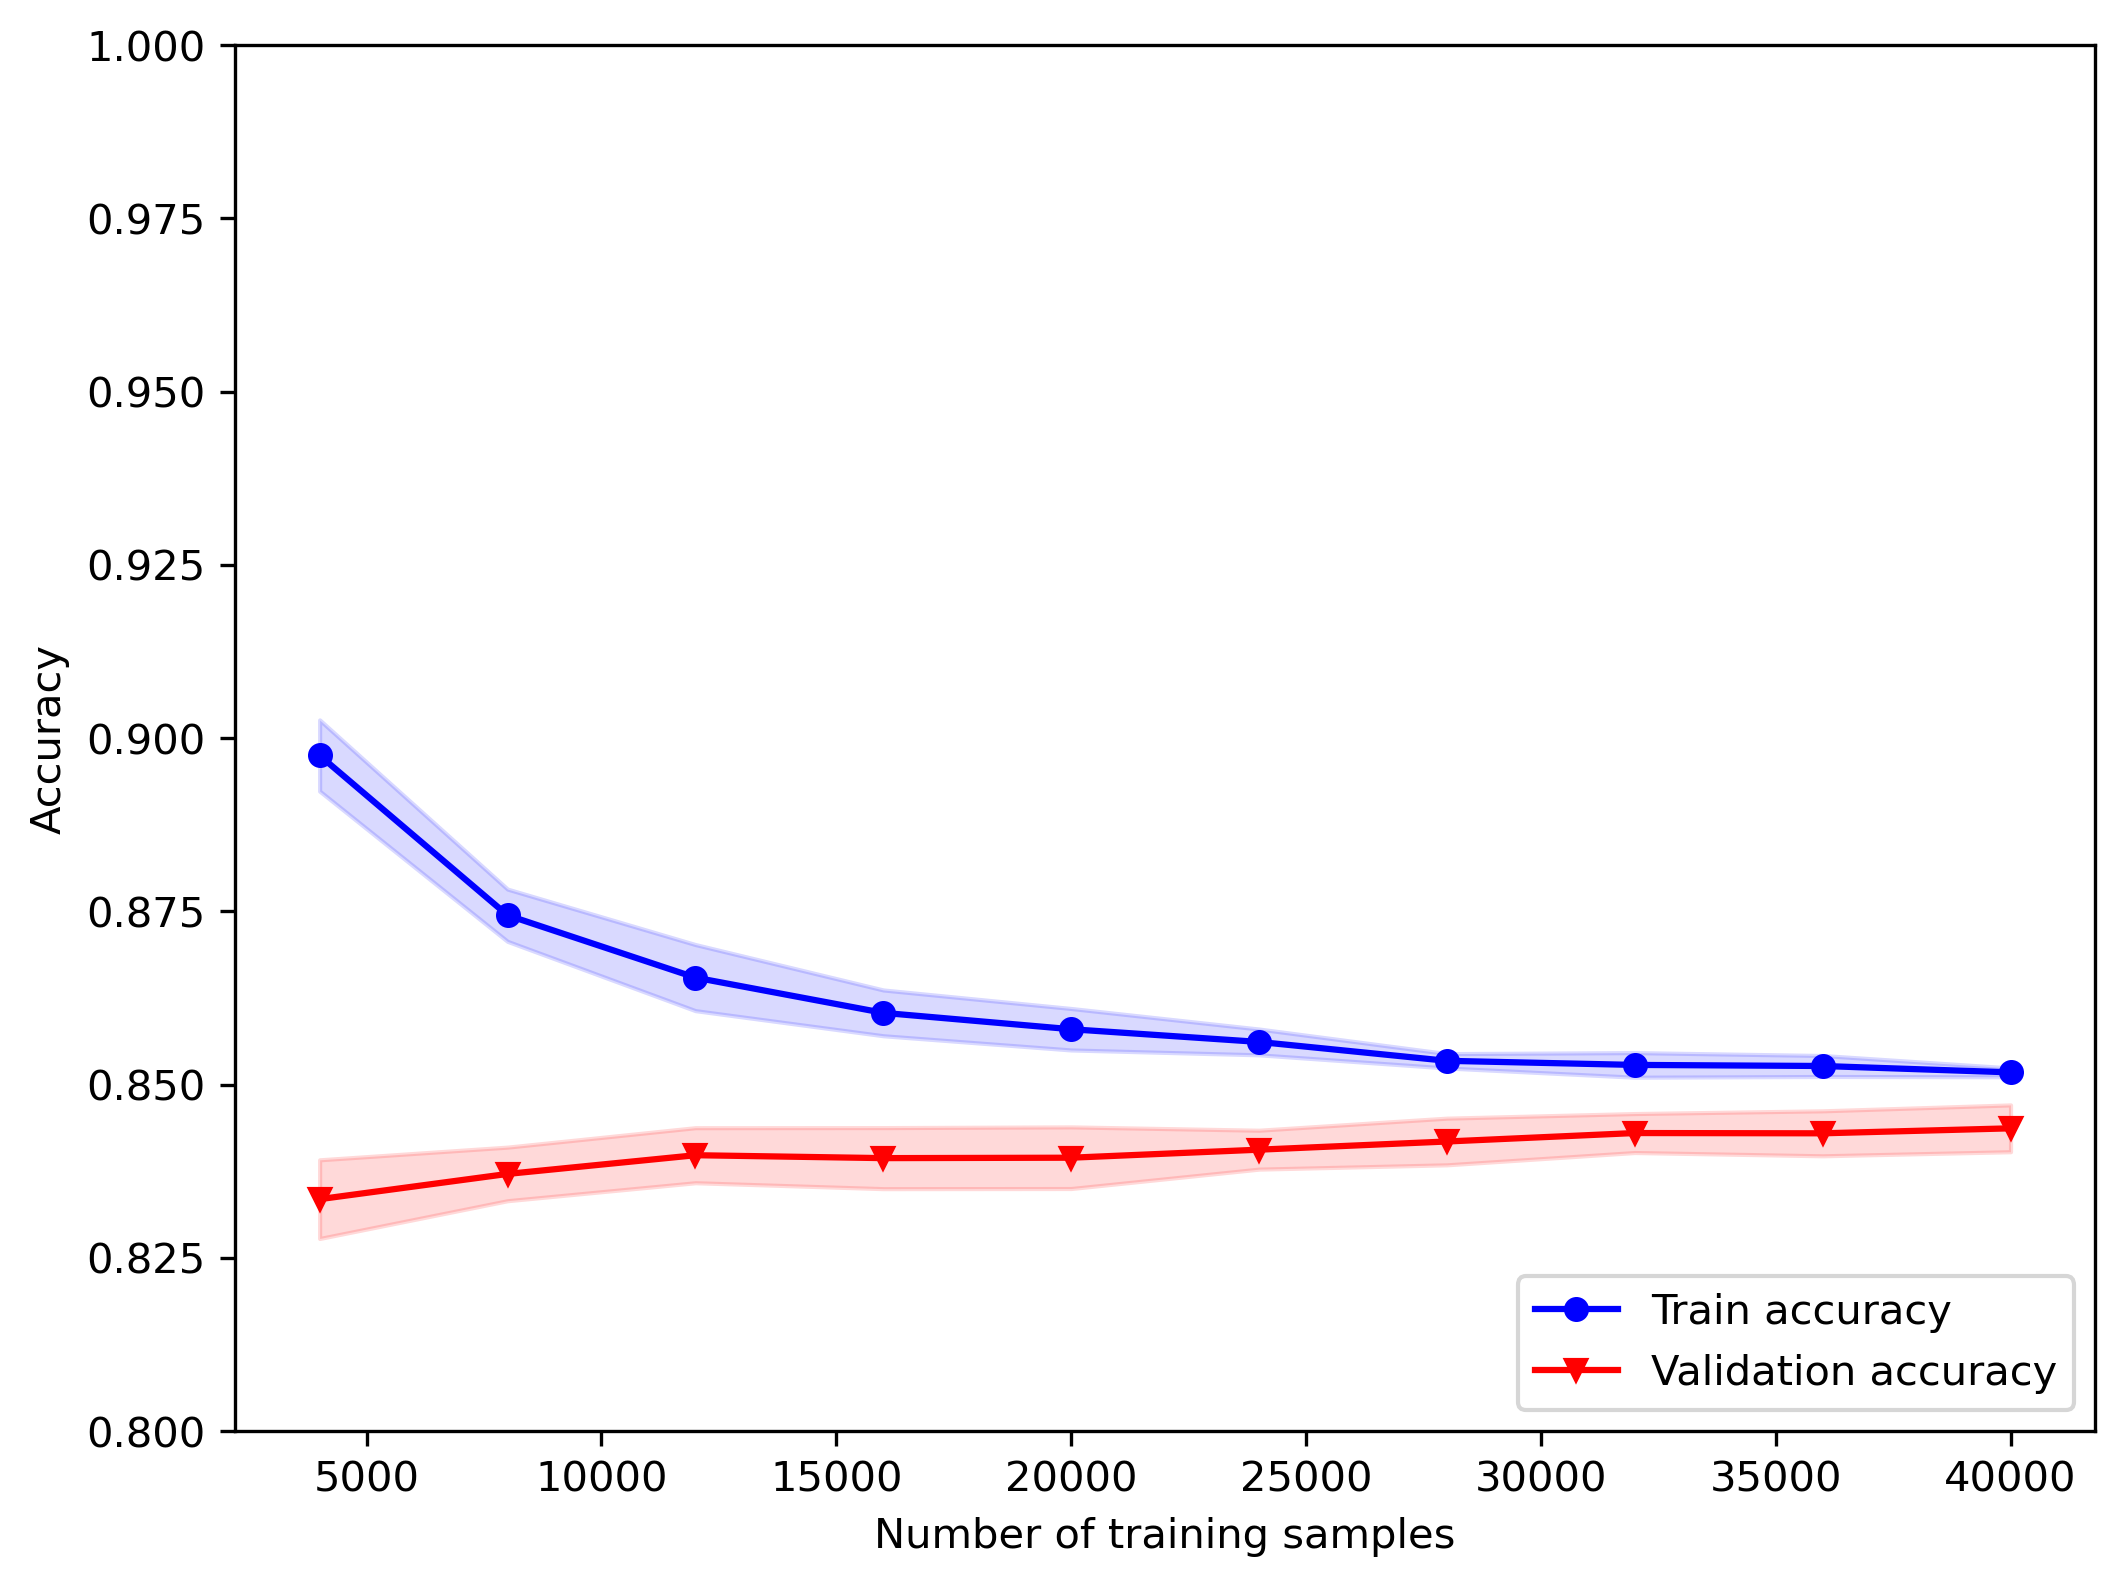 1.000
0.975
0.950
0.925
0.900
0.875
0.850
0.825
0.800
Accuracy
Train accuracy
Validation accuracy
5000 10000 15000 20000 25000 30000 35000 40000
Number of training samples